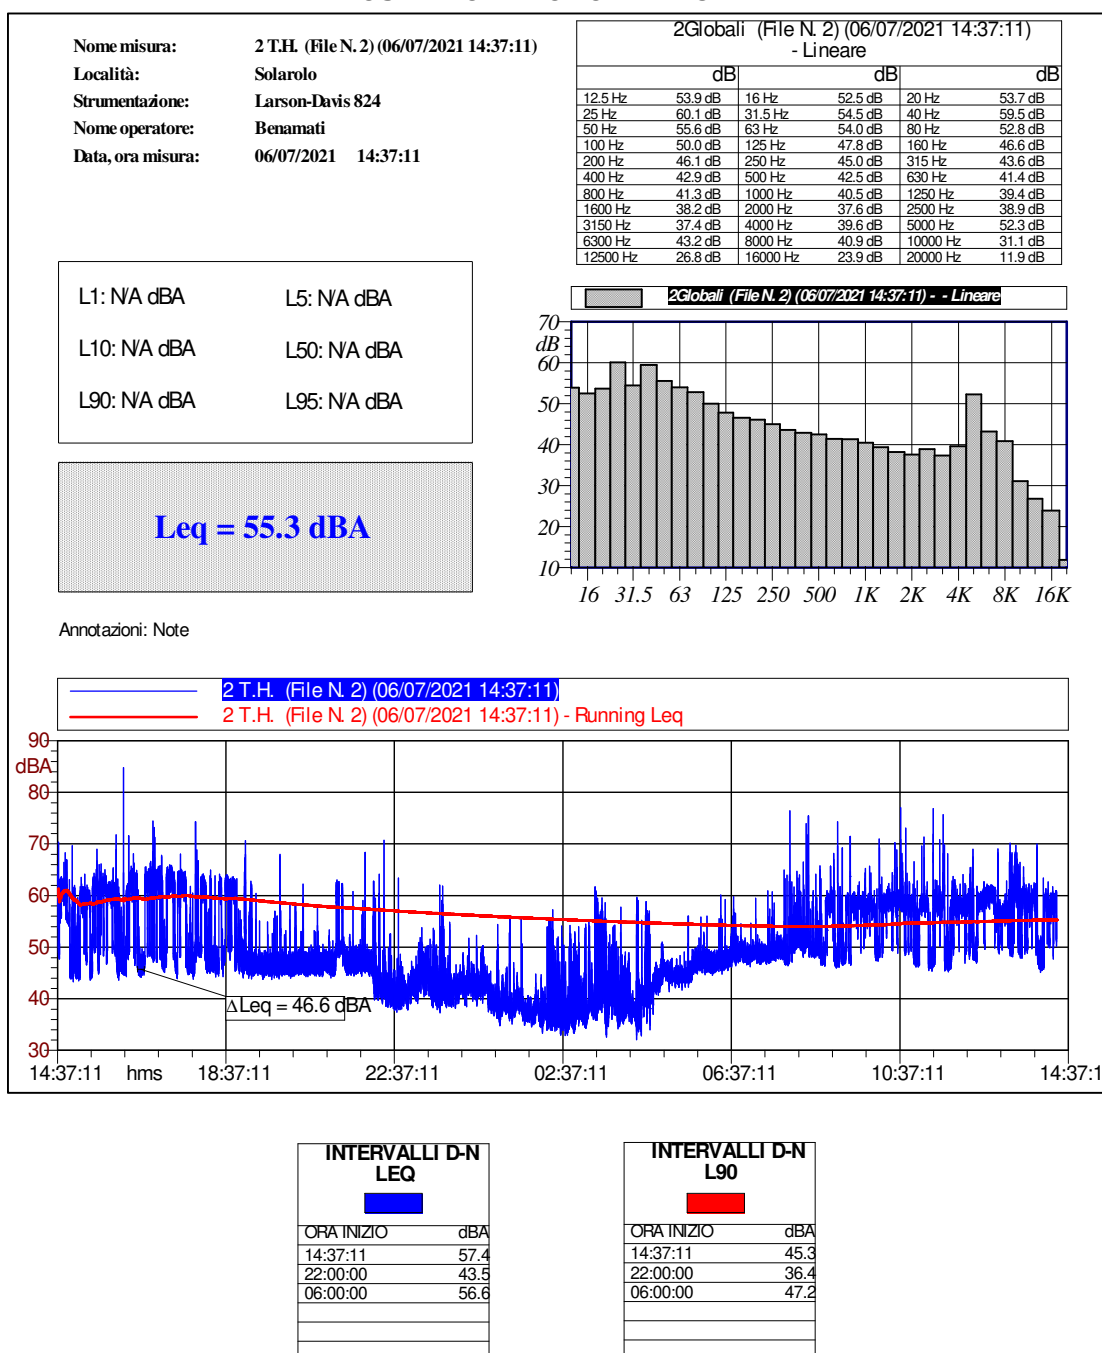 Nome misura: 2 T.H. (File N. 2) (06/07/2021 14:37:11)
Località: Solarolo
Strumentazione: Larson-Davis 824
Nome operatore: Benamati
Data, ora misura: 06/07/2021 14:37:11
2Globali (File N. 2) (06/07/2021 14:37:11)
- Lineare
dB dB dB
12.5 Hz 53.9 dB 16 Hz 52.5 dB 20 Hz 53.7 dB
25 Hz 60.1 dB 31.5 Hz 54.5 dB 40 Hz 59.5 dB
50 Hz 55.6 dB 63 Hz 54.0 dB 80 Hz 52.8 dB
100 Hz 50.0 dB 125 Hz 47.8 dB 160 Hz 46.6 dB
200 Hz 46.1 dB 250 Hz 45.0 dB 315 Hz 43.6 dB
400 Hz 42.9 dB 500 Hz 42.5 dB 630 Hz 41.4 dB
800 Hz 41.3 dB 1000 Hz 40.5 dB 1250 Hz 39.4 dB
1600 Hz 38.2 dB 2000 Hz 37.6 dB 2500 Hz 38.9 dB
3150 Hz 37.4 dB 4000 Hz 39.6 dB 5000 Hz 52.3 dB
6300 Hz 43.2 dB 8000 Hz 40.9 dB 10000 Hz 31.1 dB
12500 Hz 26.8 dB 16000 Hz 23.9 dB 20000 Hz 11.9 dB
L1: N/A dBA L5: N/A dBA
L10: N/A dBA L50: N/A dBA
L90: N/A dBA L95: N/A dBA
Leq = 55.3 dBA
2Globali (File N. 2) (06/07/2021 14:37:11) - - Lineare
70
dB
60
50
40
30
20
10
16 31.5 63 125 250 500 1K 2K 4K 8K 16K
Annotazioni: Note
2 T.H. (File N. 2) (06/07/2021 14:37:11)
2 T.H. (File N. 2) (06/07/2021 14:37:11) - Running Leq
90
dBA
80
70
60
50
40
30
ΔLeq = 46.6 dBA
14:37:11 hms 18:37:11 22:37:11 02:37:11 06:37:11 10:37:11 14:37:1
INTERVALLI D-N
LEQ
ORA INIZIO dBA
14:37:11 57.4
22:00:00 43.5
06:00:00 56.6
INTERVALLI D-N
L90
ORA INIZIO dBA
14:37:11 45.3
22:00:00 36.4
06:00:00 47.2